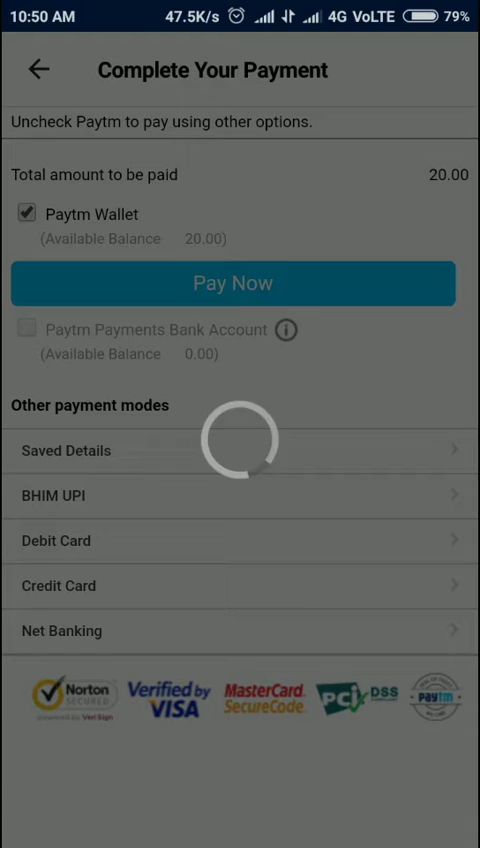 10:50 AM 47.5K/s 4G VoLTE 79%
Complete Your Payment
Uncheck Paytm to pay using other options.
Total amount to be paid 20.00
Paytm Wallet
(Available Balance 20.00)
Pay Now
Paytm Payments Bank Account i
(Available Balance 0.00)
Other payment modes
Saved Details
BHIM UPI
Debit Card
Credit Card
Net Banking
Norton
SECURED
powered by VeriSign
Verified by
VISA
MasterCard.
SecureCode.
PCI DSS
paytm